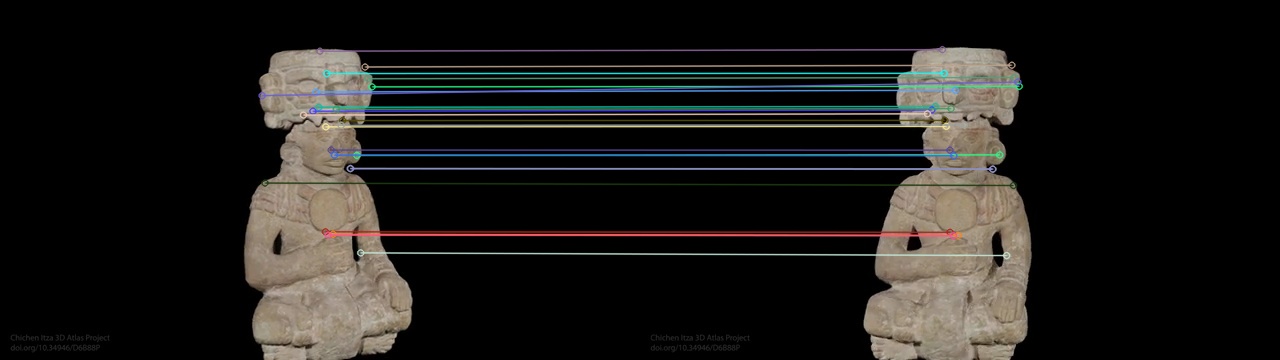 Chichen Itza 3D Atlas Project
doi.org/10.34946/D6B88P
Chichen Itza 3D Atlas Project
doi.org/10.34946/D6B88P